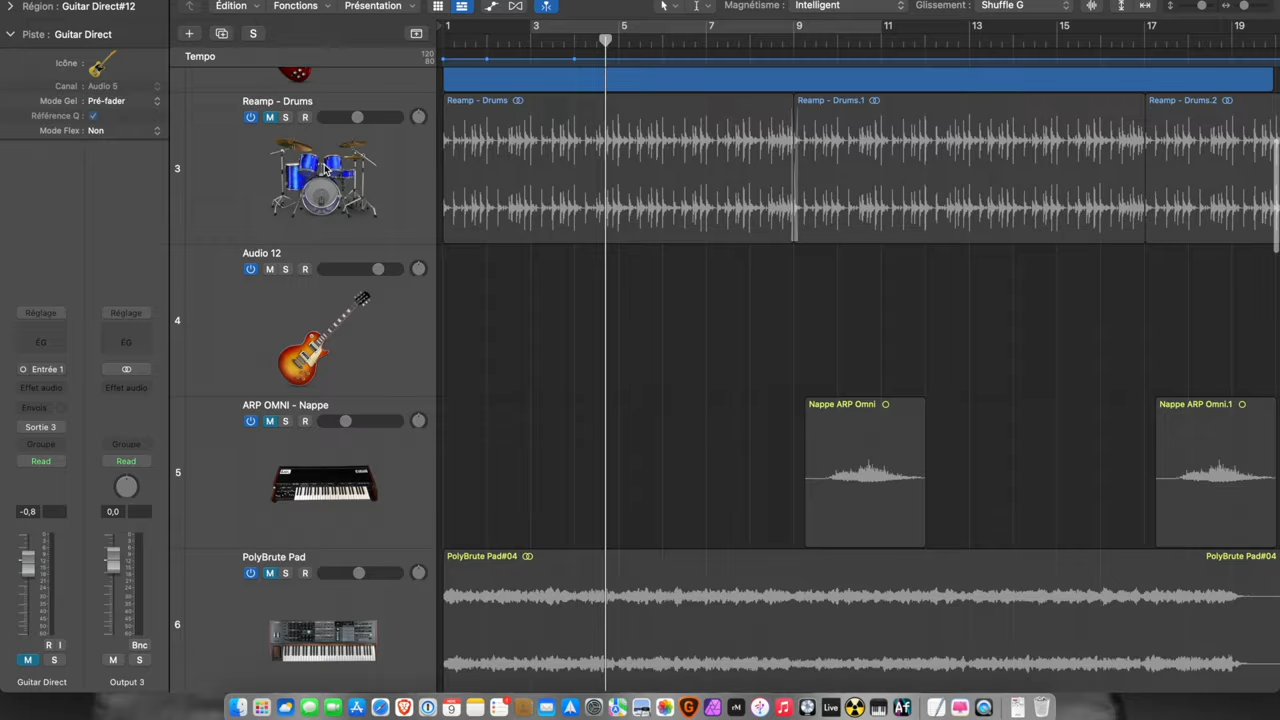 Région: Guitar Direct#12
Édition
Fonctions
Présentation
Magnétisme : Intelligent
Glissement : Shuffle G
Piste : Guitar Direct
S
1 3 5 7 9 11 13 15 17 19
Tempo
120
80
Icône :
Canal : Audio 5
Mode Gel : Pré-fader
Référence Q :
Mode Flex : Non
Reamp - Drums
M S R
3
Reamp - Drums
Reamp - Drums.1
Reamp - Drums.2
Audio 12
M S R
4
ARP OMNI - Nappe
M S R
5
Nappe ARP Omni
Nappe ARP Omni.1
PolyBrute Pad
M S R
6
PolyBrute Pad#04
PolyBrute Pad#04
Réglage
Réglage
ÉG
ÉG
Entrée 1
Effet audio
Effet audio
Envois
Sortie 3
Groupe
Groupe
Read
Read
-0,8
0,0
R I
Bnc
M S
M S
Guitar Direct
Output 3
9
rM
Live
Af